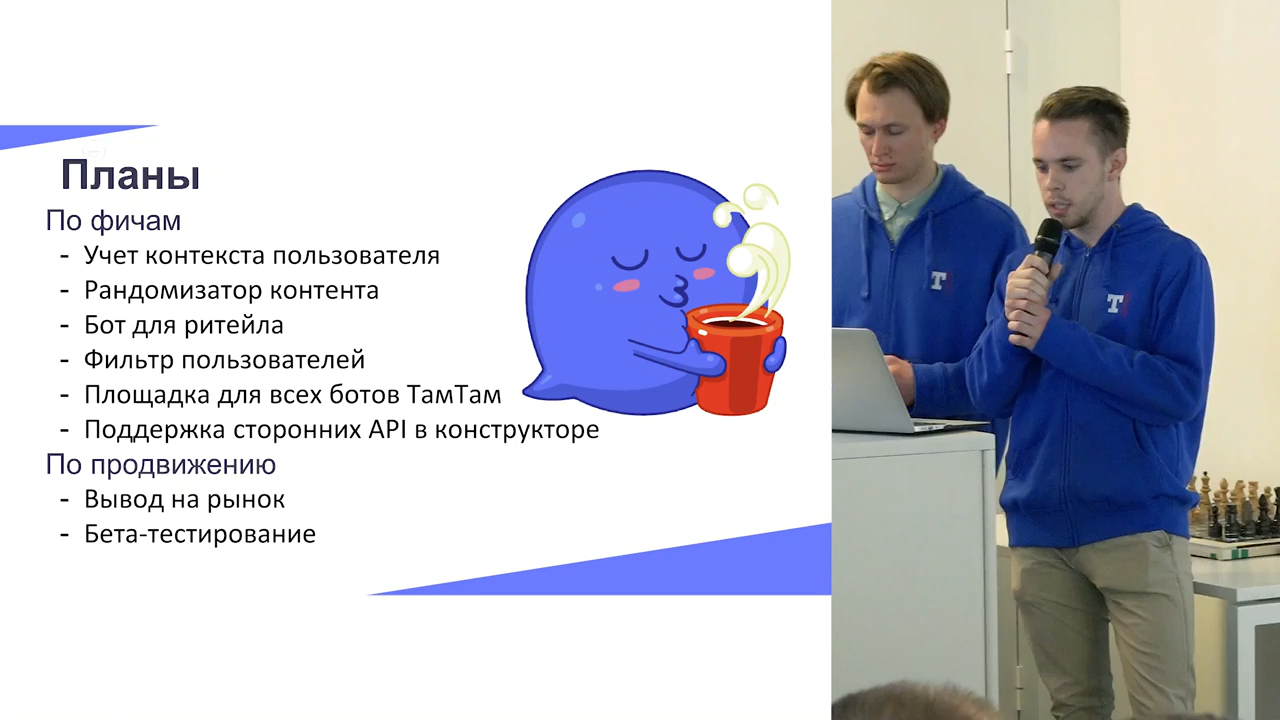 Планы
По фичам
- Учет контекста пользователя
- Рандомизатор контента
- Бот для ритейла
- Фильтр пользователей
- Площадка для всех ботов ТамТам
- Поддержка сторонних API в конструкторе
По продвижению
- Вывод на рынок
- Бета-тестирование
T
T